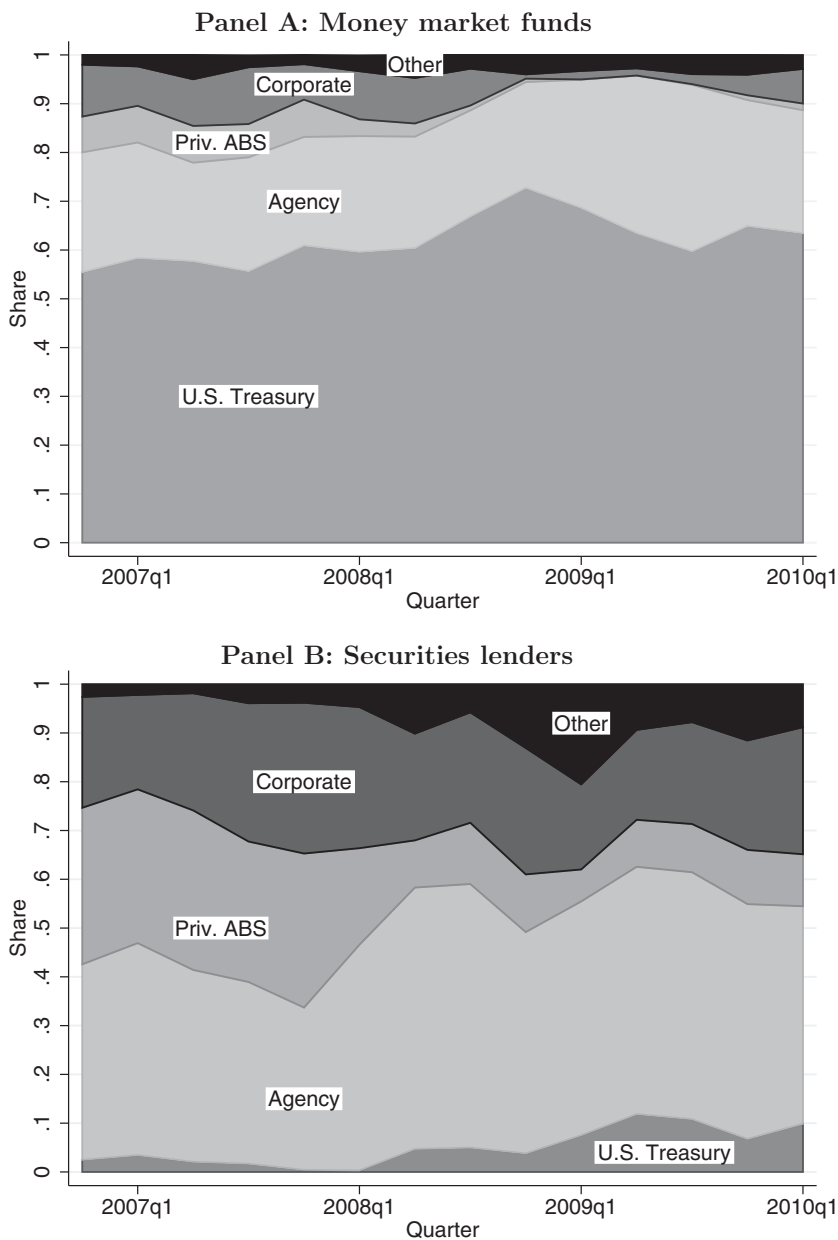 Panel A: Money market funds
1
.9
.8
.7
.6
.5
.4
.3
.2
.1
0
Share
Other
Corporate
Priv. ABS
Agency
U.S. Treasury
2007q1 2008q1 2009q1 2010q1
Quarter
Panel B: Securities lenders
1
.9
.8
.7
.6
.5
.4
.3
.2
.1
0
Share
Other
Corporate
Priv. ABS
Agency
U.S. Treasury
2007q1 2008q1 2009q1 2010q1
Quarter